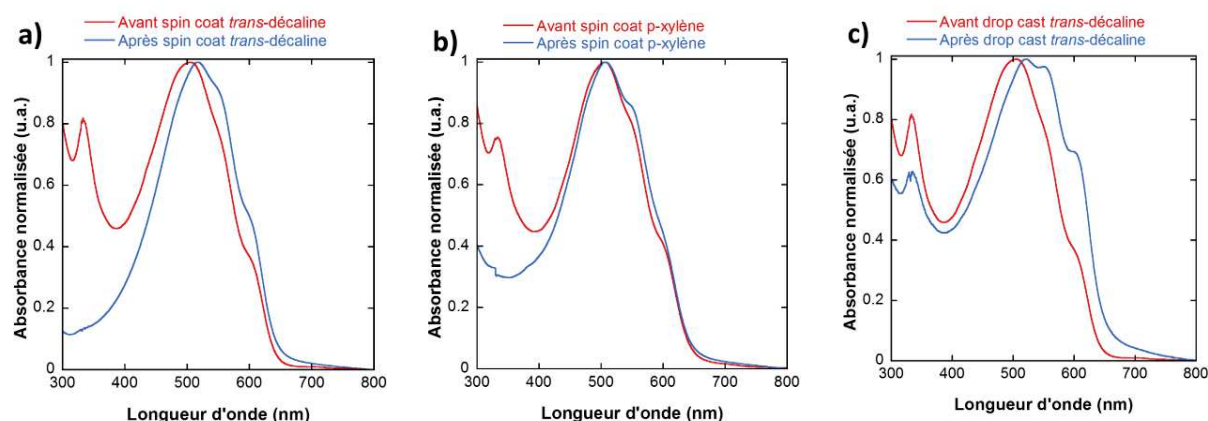 a)
Avant spin coat trans-décaline
Après spin coat trans-décaline
Absorbance normalisée (u.a.)
1
0.8
0.6
0.4
0.2
0
300 400 500 600 700 800
Longueur d'onde (nm)
b)
Avant spin coat p-xylène
Après spin coat p-xylène
Absorbance normalisée (u.a.)
1
0.8
0.6
0.4
0.2
0
300 400 500 600 700 800
Longueur d'onde (nm)
c)
Avant drop cast trans-décaline
Après drop cast trans-décaline
Absorbance normalisée (u.a.)
1
0.8
0.6
0.4
0.2
0
300 400 500 600 700 800
Longueur d'onde (nm)